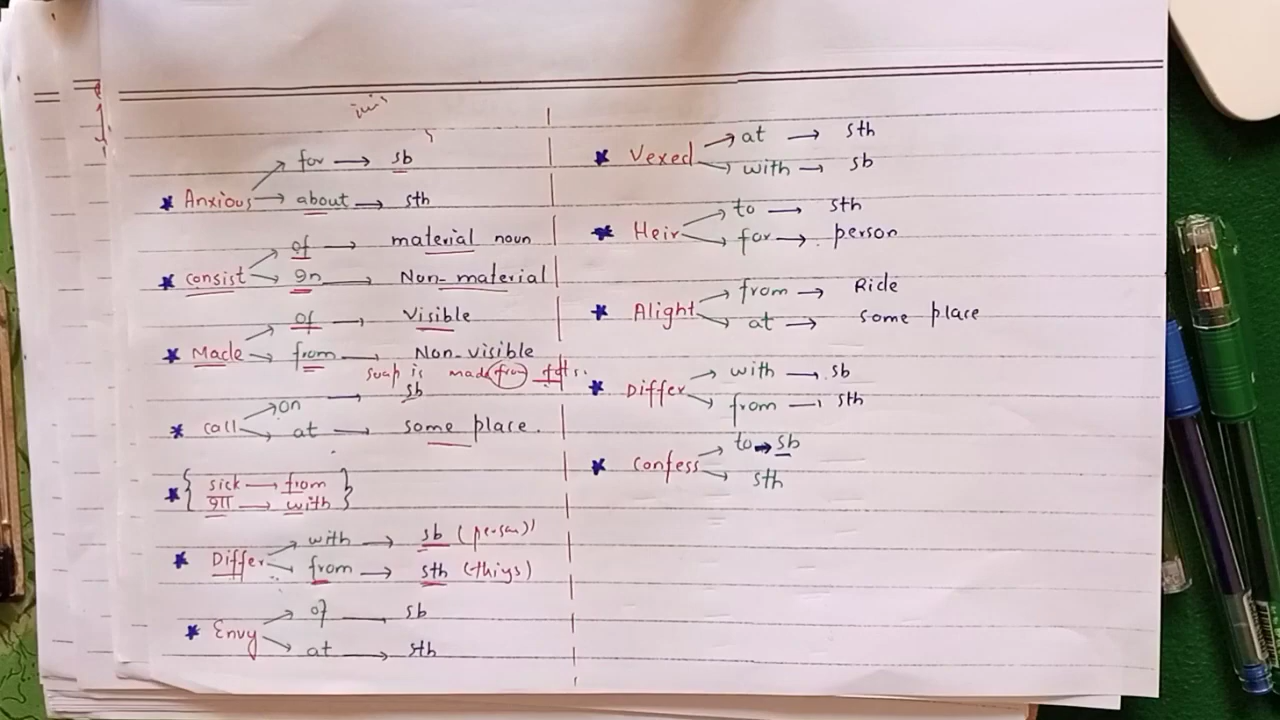 for → sb
* Anxious → about → sth
of → material noun
* consist → In → Non-material
of → Visible
* Made → from → Non-visible
soap is made from fats.
on → sb
* call → at → some place.
* { sick → from
Ill → with }
with → sb (person)
* Differ
from → sth (things)
of → sb
* Envy
at → sth
at → sth
* Vexed
with → sb
to → sth
* Heir
for → person
from → Ride
* Alight
at → some place
with → sb
* Differ
from → sth
to → sb
* Confess
→ sth